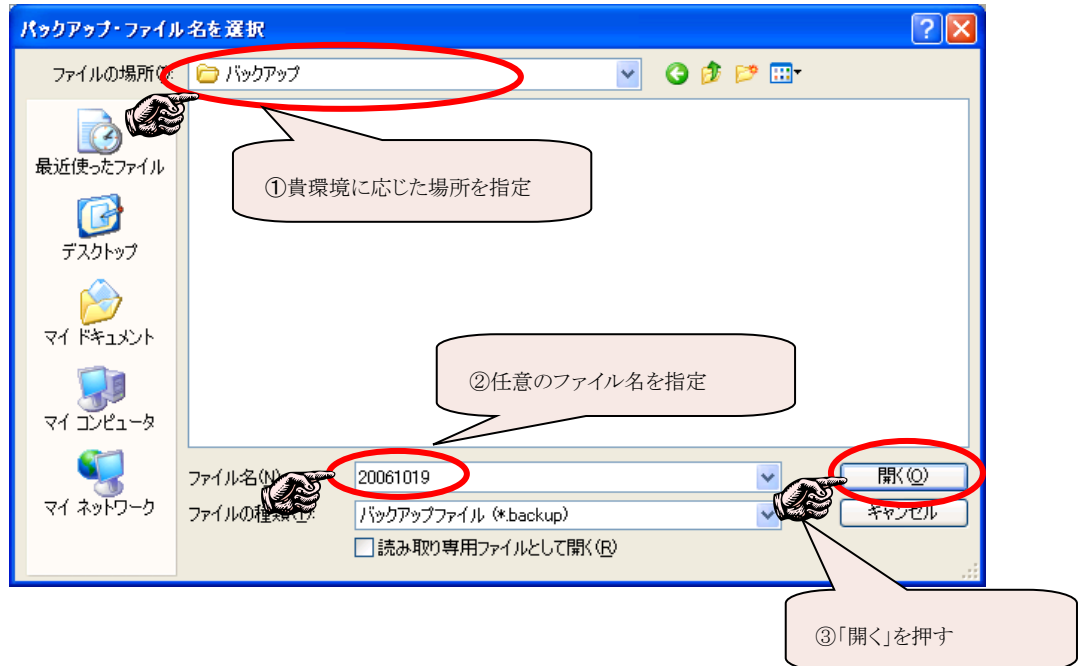 バックアップ・ファイル名を選択
ファイルの場所(I):
バックアップ
①貴環境に応じた場所を指定
最近使ったファイル
デスクトップ
マイ ドキュメント
マイ コンピュータ
マイ ネットワーク
②任意のファイル名を指定
ファイル名(N):
20061019
開く(O)
ファイルの種類(T):
バックアップファイル (*.backup)
キャンセル
読み取り専用ファイルとして開く(R)
③「開く」を押す